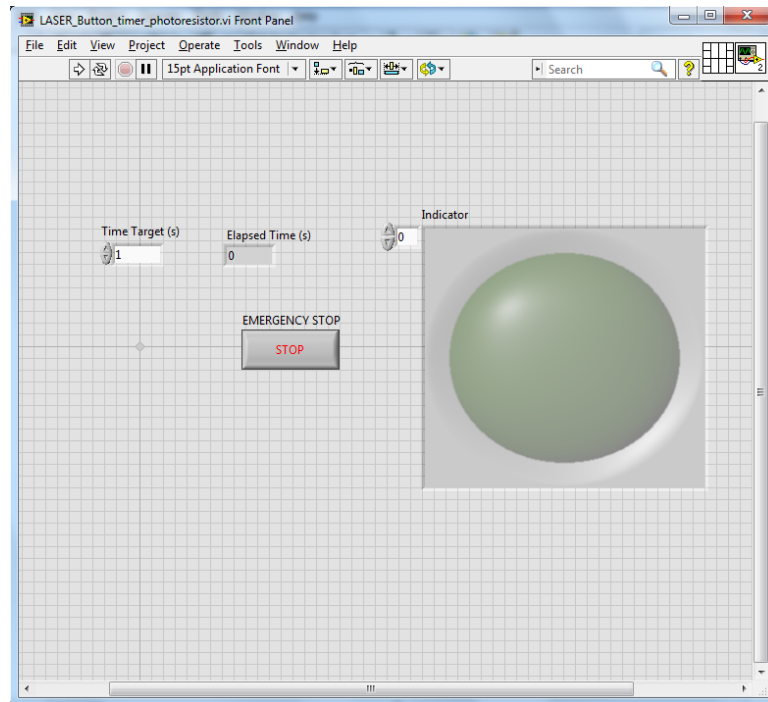 LASER_Button_timer_photoresistor.vi Front Panel
File Edit View Project Operate Tools Window Help
15pt Application Font Search ? 2
Indicator
Time Target (s) Elapsed Time (s) 0
1 0
EMERGENCY STOP
STOP